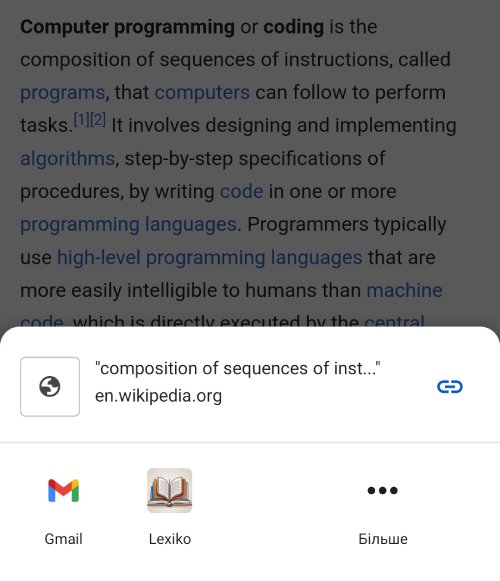 Computer programming or coding is the
composition of sequences of instructions, called
programs, that computers can follow to perform
tasks.[1][2] It involves designing and implementing
algorithms, step-by-step specifications of
procedures, by writing code in one or more
programming languages. Programmers typically
use high-level programming languages that are
more easily intelligible to humans than machine
code, which is directly executed by the central
"composition of sequences of inst..."
en.wikipedia.org
Gmail
Lexiko
Більше